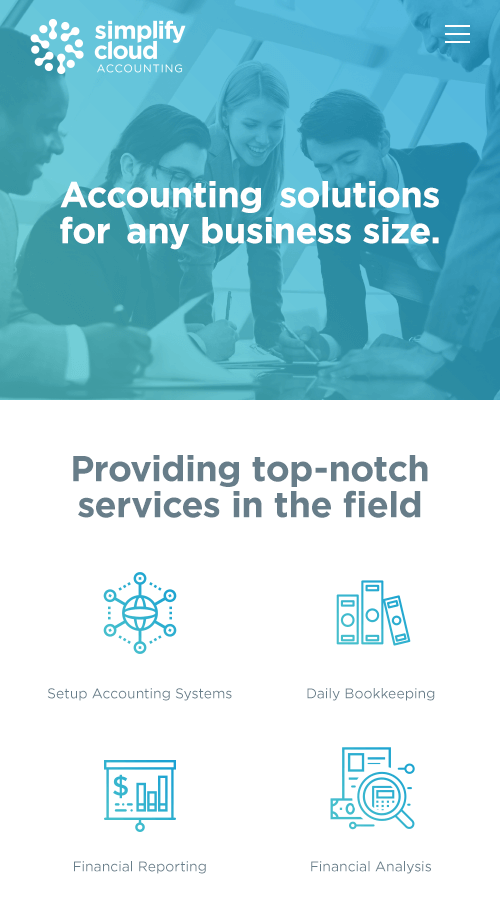 simplify
cloud
ACCOUNTING
Accounting solutions
for any business size.
Providing top-notch
services in the field
Setup Accounting Systems
Daily Bookkeeping
$
Financial Reporting
Financial Analysis